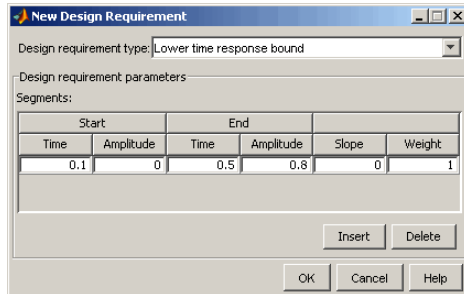 New Design Requirement
Design requirement type: Lower time response bound
Design requirement parameters
Segments:
Start End
Time Amplitude Time Amplitude Slope Weight
0.1 0 0.5 0.8 0 1
Insert Delete
OK Cancel Help